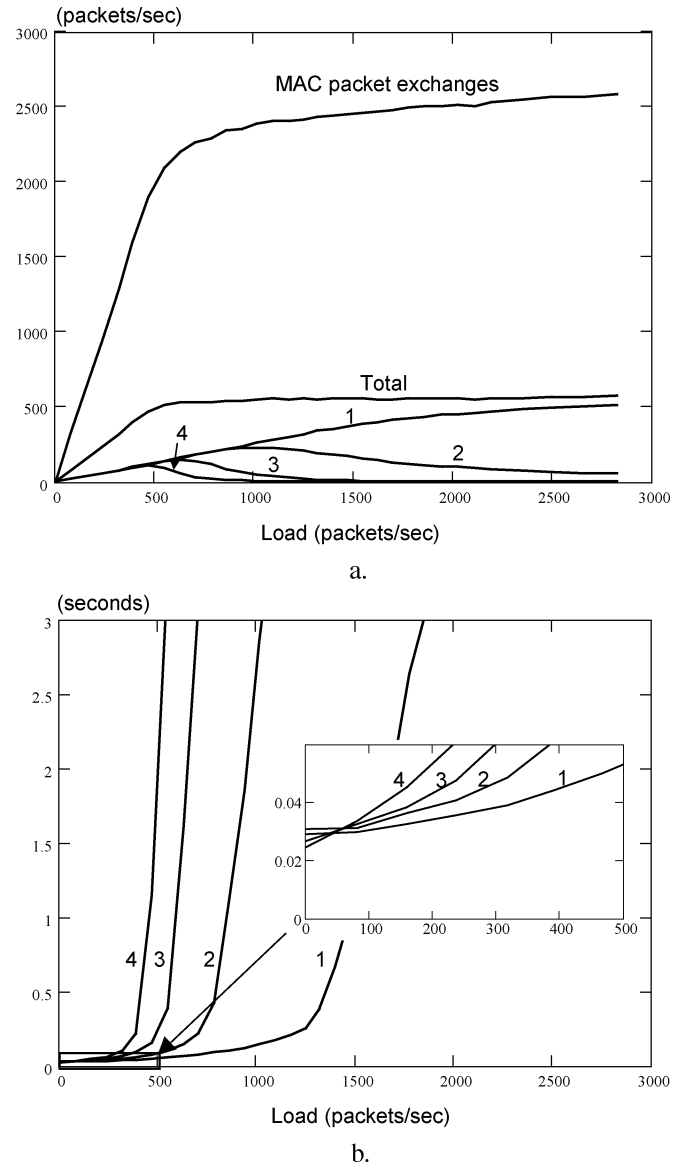 (packets/sec)
3000
MAC packet exchanges
2500
2000
1500
1000
Total
500
1
4
2
3
0
0 500 1000 1500 2000 2500 3000
Load (packets/sec)
a.
(seconds)
3
2.5
2
4 3 2 1
0.04
1.5
0.02
1
0
0 100 200 300 400 500
4 3 2 1
0.5
0
0 500 1000 1500 2000 2500 3000
Load (packets/sec)
b.